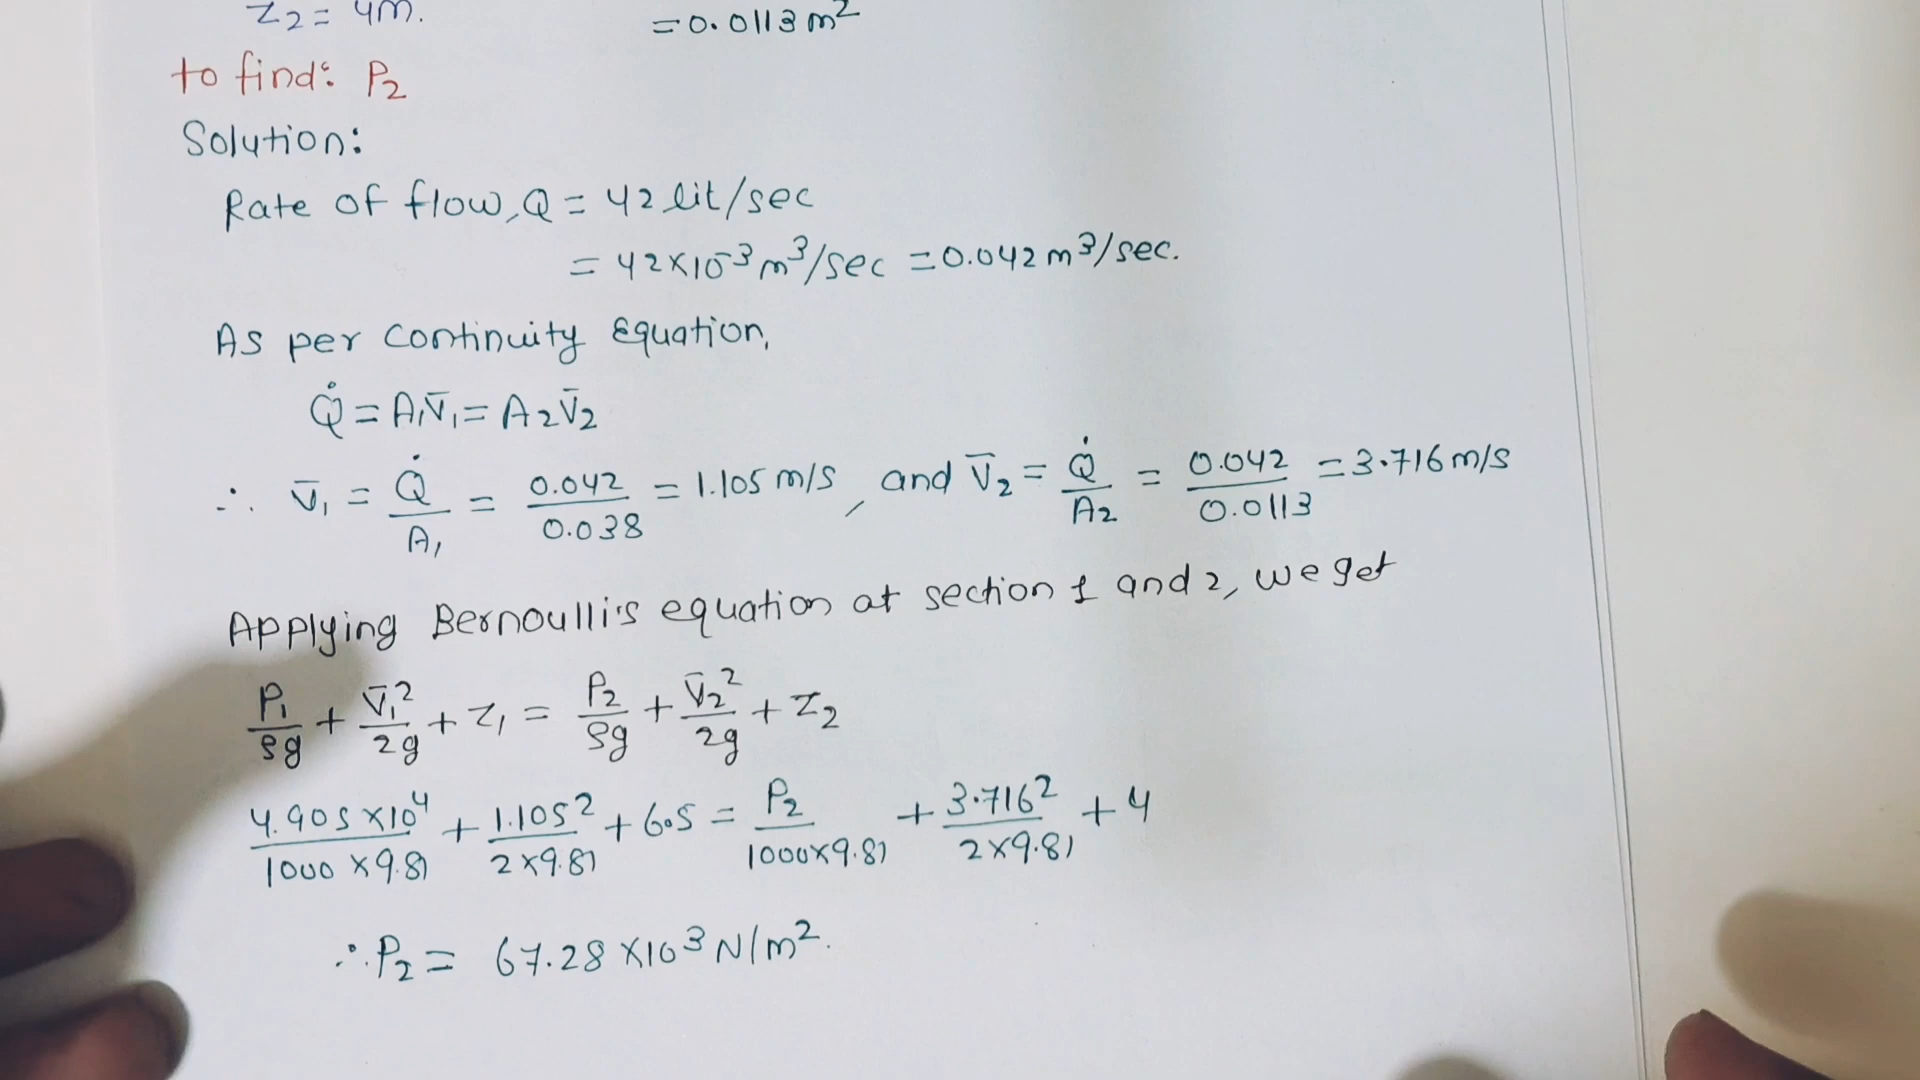 Z₂ = 4m.
= 0.0113 m²
to find: P₂
Solution:
Rate of flow, Q = 42 lit/sec
= 42×10⁻³ m³/sec = 0.042 m³/sec.
As per continuity equation,
Q̇ = A₁V̄₁ = A₂V̄₂
∴ V̄₁ = Q̇/A₁ = 0.042/0.038 = 1.105 m/s, and V̄₂ = Q̇/A₂ = 0.042/0.0113 = 3.716 m/s
Applying Bernoulli's equation at section 1 and 2, we get
P₁/ρg + V̄₁²/2g + Z₁ = P₂/ρg + V̄₂²/2g + Z₂
4.905×10⁴/1000×9.81 + 1.105²/2×9.81 + 6.5 = P₂/1000×9.81 + 3.716²/2×9.81 + 4
∴ P₂ = 67.28 ×10³ N/m².